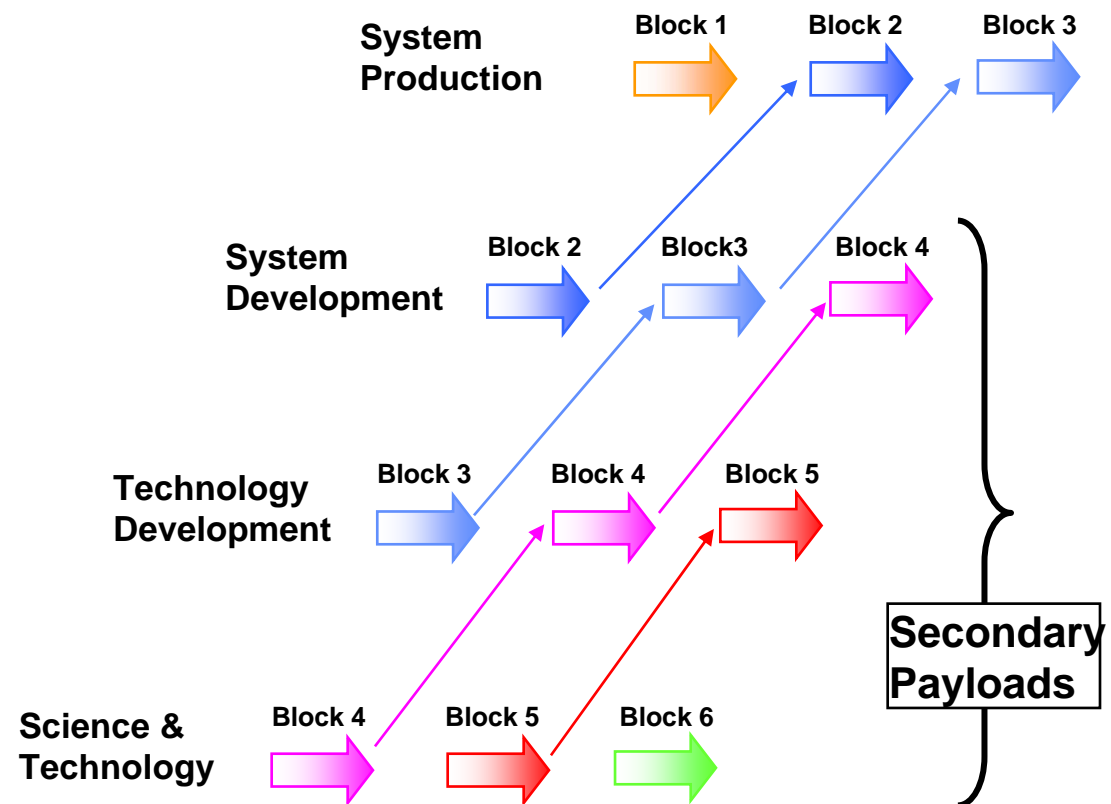 System
Production
Block 1
Block 2
Block 3
System
Development
Block 2
Block3
Block 4
Technology
Development
Block 3
Block 4
Block 5
Secondary
Payloads
Science &
Technology
Block 4
Block 5
Block 6